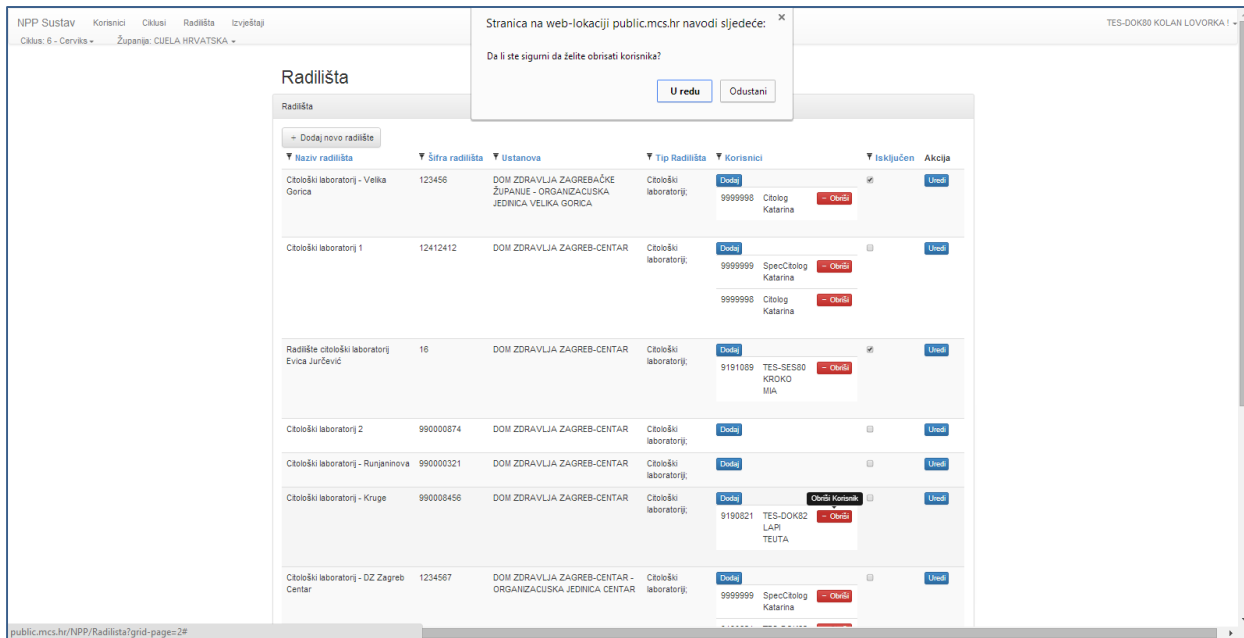 NPP Sustav Korisnici Ciklusi Radilišta Izvještaji
TES-DOK80 KOLAN LOVORKA !
Ciklus: 6 - Cerviks Županija: CIJELA HRVATSKA
Stranica na web-lokaciji public.mcs.hr navodi sljedeće:
Da li ste sigurni da želite obrisati korisnika?
U redu Odustani
Radilišta
Radilišta
+ Dodaj novo radilište
Naziv radilišta Šifra radilišta Ustanova Tip Radilišta Korisnici Isključen Akcija
Citološki laboratorij - Velika 123456 DOM ZDRAVLJA ZAGREBAČKE Citološki Dodaj Uredi
Gorica ŽUPANIJE - ORGANIZACIJSKA laboratoriji; 9999998 Citolog − Obriši
JEDINICA VELIKA GORICA Katarina
Citološki laboratorij 1 12412412 DOM ZDRAVLJA ZAGREB-CENTAR Citološki Dodaj Uredi
laboratoriji; 9999999 SpecCitolog − Obriši
Katarina
9999998 Citolog − Obriši
Katarina
Radilište citološki laboratorij 16 DOM ZDRAVLJA ZAGREB-CENTAR Citološki Dodaj Uredi
Evica Jurčević laboratoriji; 9191089 TES-SES80 − Obriši
KROKO
MIA
Citološki laboratorij 2 990000874 DOM ZDRAVLJA ZAGREB-CENTAR Citološki Dodaj Uredi
laboratoriji;
Citološki laboratorij - Runjaninova 990000321 DOM ZDRAVLJA ZAGREB-CENTAR Citološki Dodaj Uredi
laboratoriji;
Citološki laboratorij - Kruge 990008456 DOM ZDRAVLJA ZAGREB-CENTAR Citološki Dodaj Obriši Korisnik Uredi
laboratoriji; 9190821 TES-DOK82 − Obriši
LAPI
TEUTA
Citološki laboratorij - DZ Zagreb 1234567 DOM ZDRAVLJA ZAGREB-CENTAR - Citološki Dodaj Uredi
Centar ORGANIZACIJSKA JEDINICA CENTAR laboratoriji; 9999999 SpecCitolog − Obriši
Katarina
public.mcs.hr/NPP/Radilista?grid-page=2#